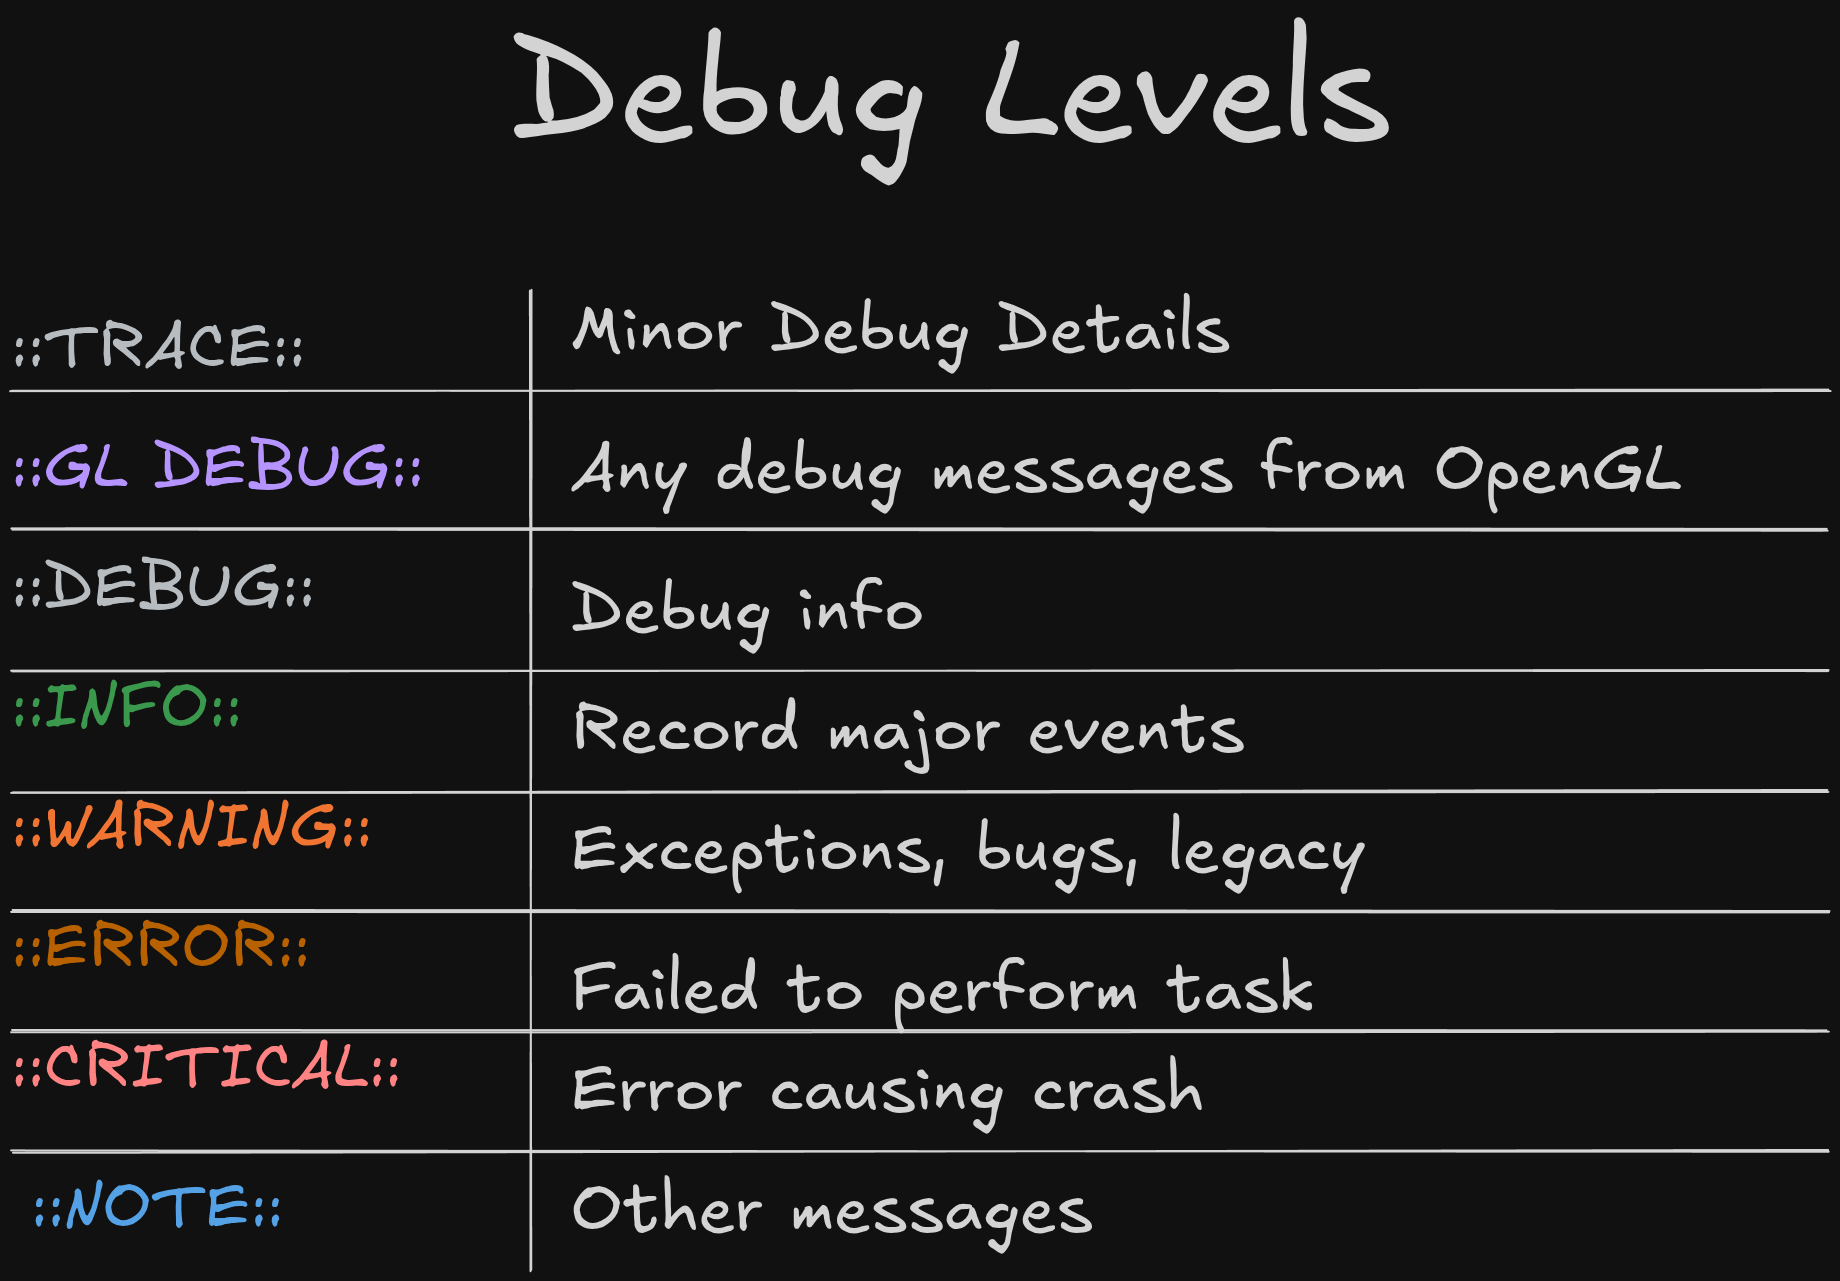 Debug Levels
::TRACE:: Minor Debug Details
::GL DEBUG:: Any debug messages from OpenGL
::DEBUG:: Debug info
::INFO:: Record major events
::WARNING:: Exceptions, bugs, legacy
::ERROR:: Failed to perform task
::CRITICAL:: Error causing crash
::NOTE:: Other messages